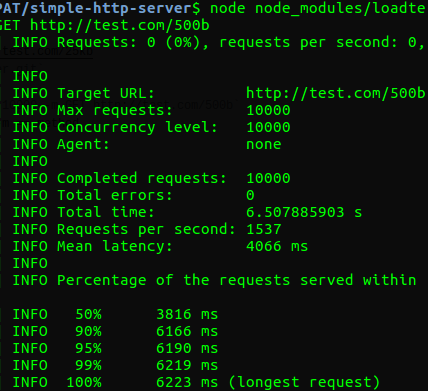 PAT/simple-http-server$ node node_modules/loadte
GET http://test.com/500b
INFO Requests: 0 (0%), requests per second: 0,
INFO
INFO Target URL: http://test.com/500b
INFO Max requests: 10000
INFO Concurrency level: 10000
INFO Agent: none
INFO
INFO Completed requests: 10000
INFO Total errors: 0
INFO Total time: 6.507885903 s
INFO Requests per second: 1537
INFO Mean latency: 4066 ms
INFO
INFO Percentage of the requests served within
INFO 50% 3816 ms
INFO 90% 6166 ms
INFO 95% 6190 ms
INFO 99% 6219 ms
INFO 100% 6223 ms (longest request)